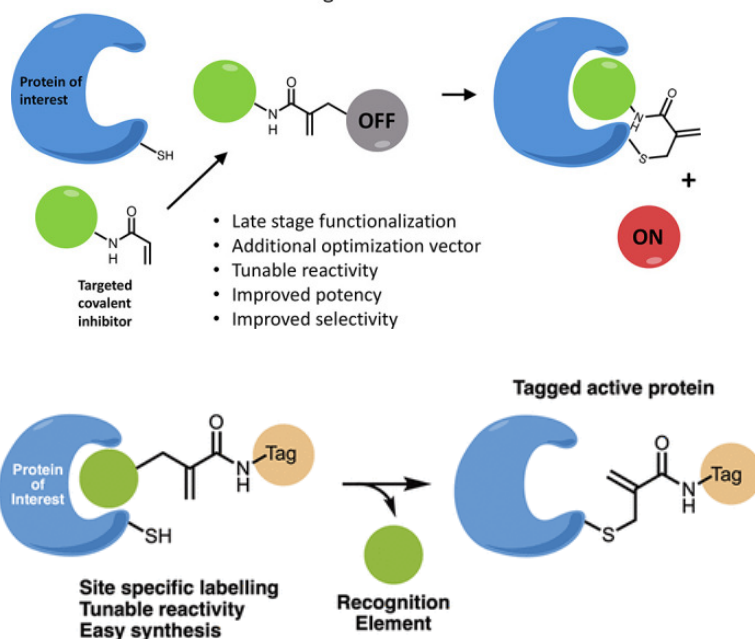 Protein of
interest
SH
N
H
O
OFF
N
H
O
S
+
ON
N
H
O
Targeted
covalent
inhibitor
• Late stage functionalization
• Additional optimization vector
• Tunable reactivity
• Improved potency
• Improved selectivity
Tagged active protein
Protein
of
Interest
O
N
H
Tag
SH
Site specific labelling
Tunable reactivity
Easy synthesis
Recognition
Element
S
O
N
H
Tag